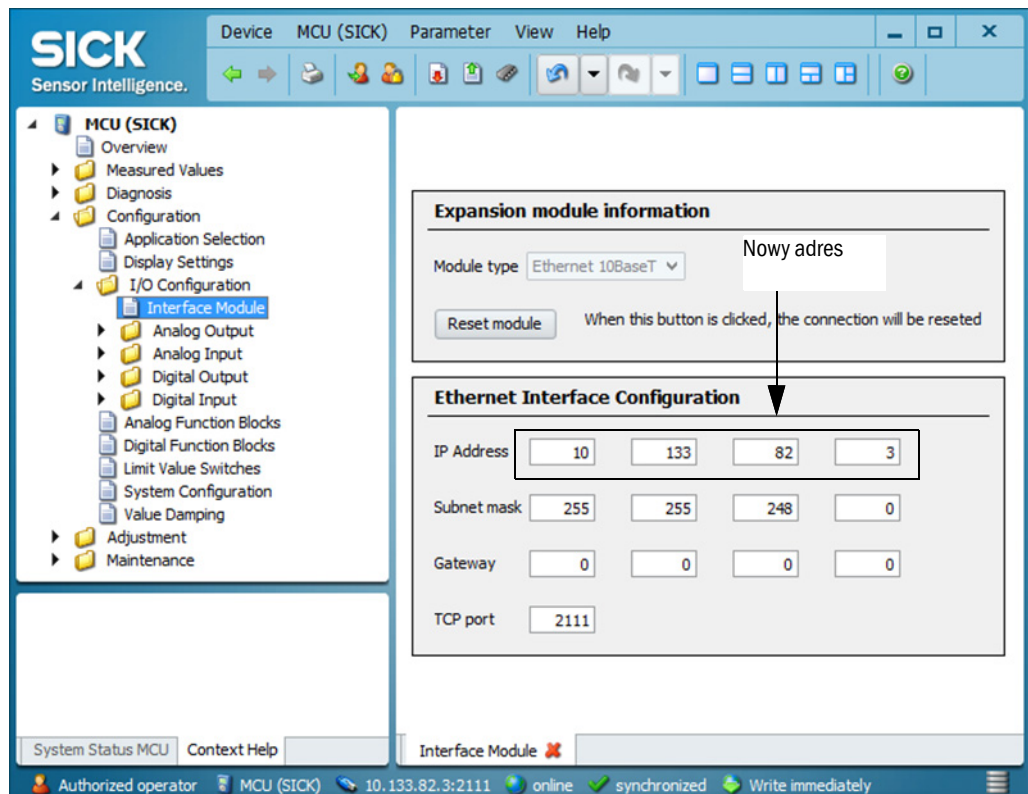 SICK
Sensor Intelligence.
Device MCU (SICK) Parameter View Help
MCU (SICK)
Overview
Measured Values
Diagnosis
Configuration
Application Selection
Display Settings
I/O Configuration
Interface Module
Analog Output
Analog Input
Digital Output
Digital Input
Analog Function Blocks
Digital Function Blocks
Limit Value Switches
System Configuration
Value Damping
Adjustment
Maintenance
System Status MCU Context Help
Expansion module information
Nowy adres
Module type Ethernet 10BaseT
Reset module When this button is clicked, the connection will be reseted
Ethernet Interface Configuration
IP Address 10 133 82 3
Subnet mask 255 255 248 0
Gateway 0 0 0 0
TCP port 2111
Interface Module
Authorized operator MCU (SICK) 10.133.82.3:2111 online synchronized Write immediately